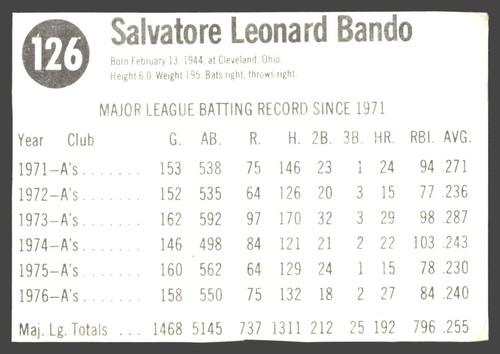 126
Salvatore Leonard Bando
Born February 13, 1944, at Cleveland, Ohio.
Height 6.0. Weight 195. Bats right, throws right.
MAJOR LEAGUE BATTING RECORD SINCE 1971
Year Club G. AB. R. H. 2B. 3B. HR. RBI. AVG.
1971—A's....... 153 538 75 146 23 1 24 94 .271
1972—A's....... 152 535 64 126 20 3 15 77 .236
1973—A's....... 162 592 97 170 32 3 29 98 .287
1974—A's....... 146 498 84 121 21 2 22 103 .243
1975—A's....... 160 562 64 129 24 1 15 78 .230
1976—A's....... 158 550 75 132 18 2 27 84 .240
Maj. Lg. Totals ... 1468 5145 737 1311 212 25 192 796 .255